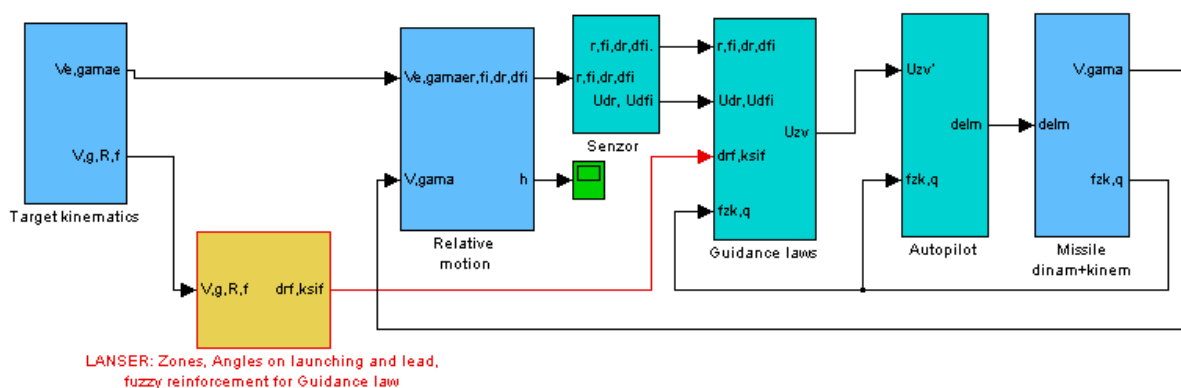 Ve,gamae
V,g,R,f
Target kinematics
V,g,R,f
drf,ksif
LANSER: Zones, Angles on launching and lead,
fuzzy reinforcement for Guidance law
Ve,gamaer,fi,dr,dfi
V,gama
h
Relative
motion
r,fi,dr,dfi.
r,fi,dr,dfi
Udr, Udfi
Senzor
r,fi,dr,dfi
Udr,Udfi
Uzv
drf,ksif
fzk,q
Guidance laws
Uzv'
delm
fzk,q
Autopilot
V.gama
delm
fzk,q
Missile
dinam+kinem